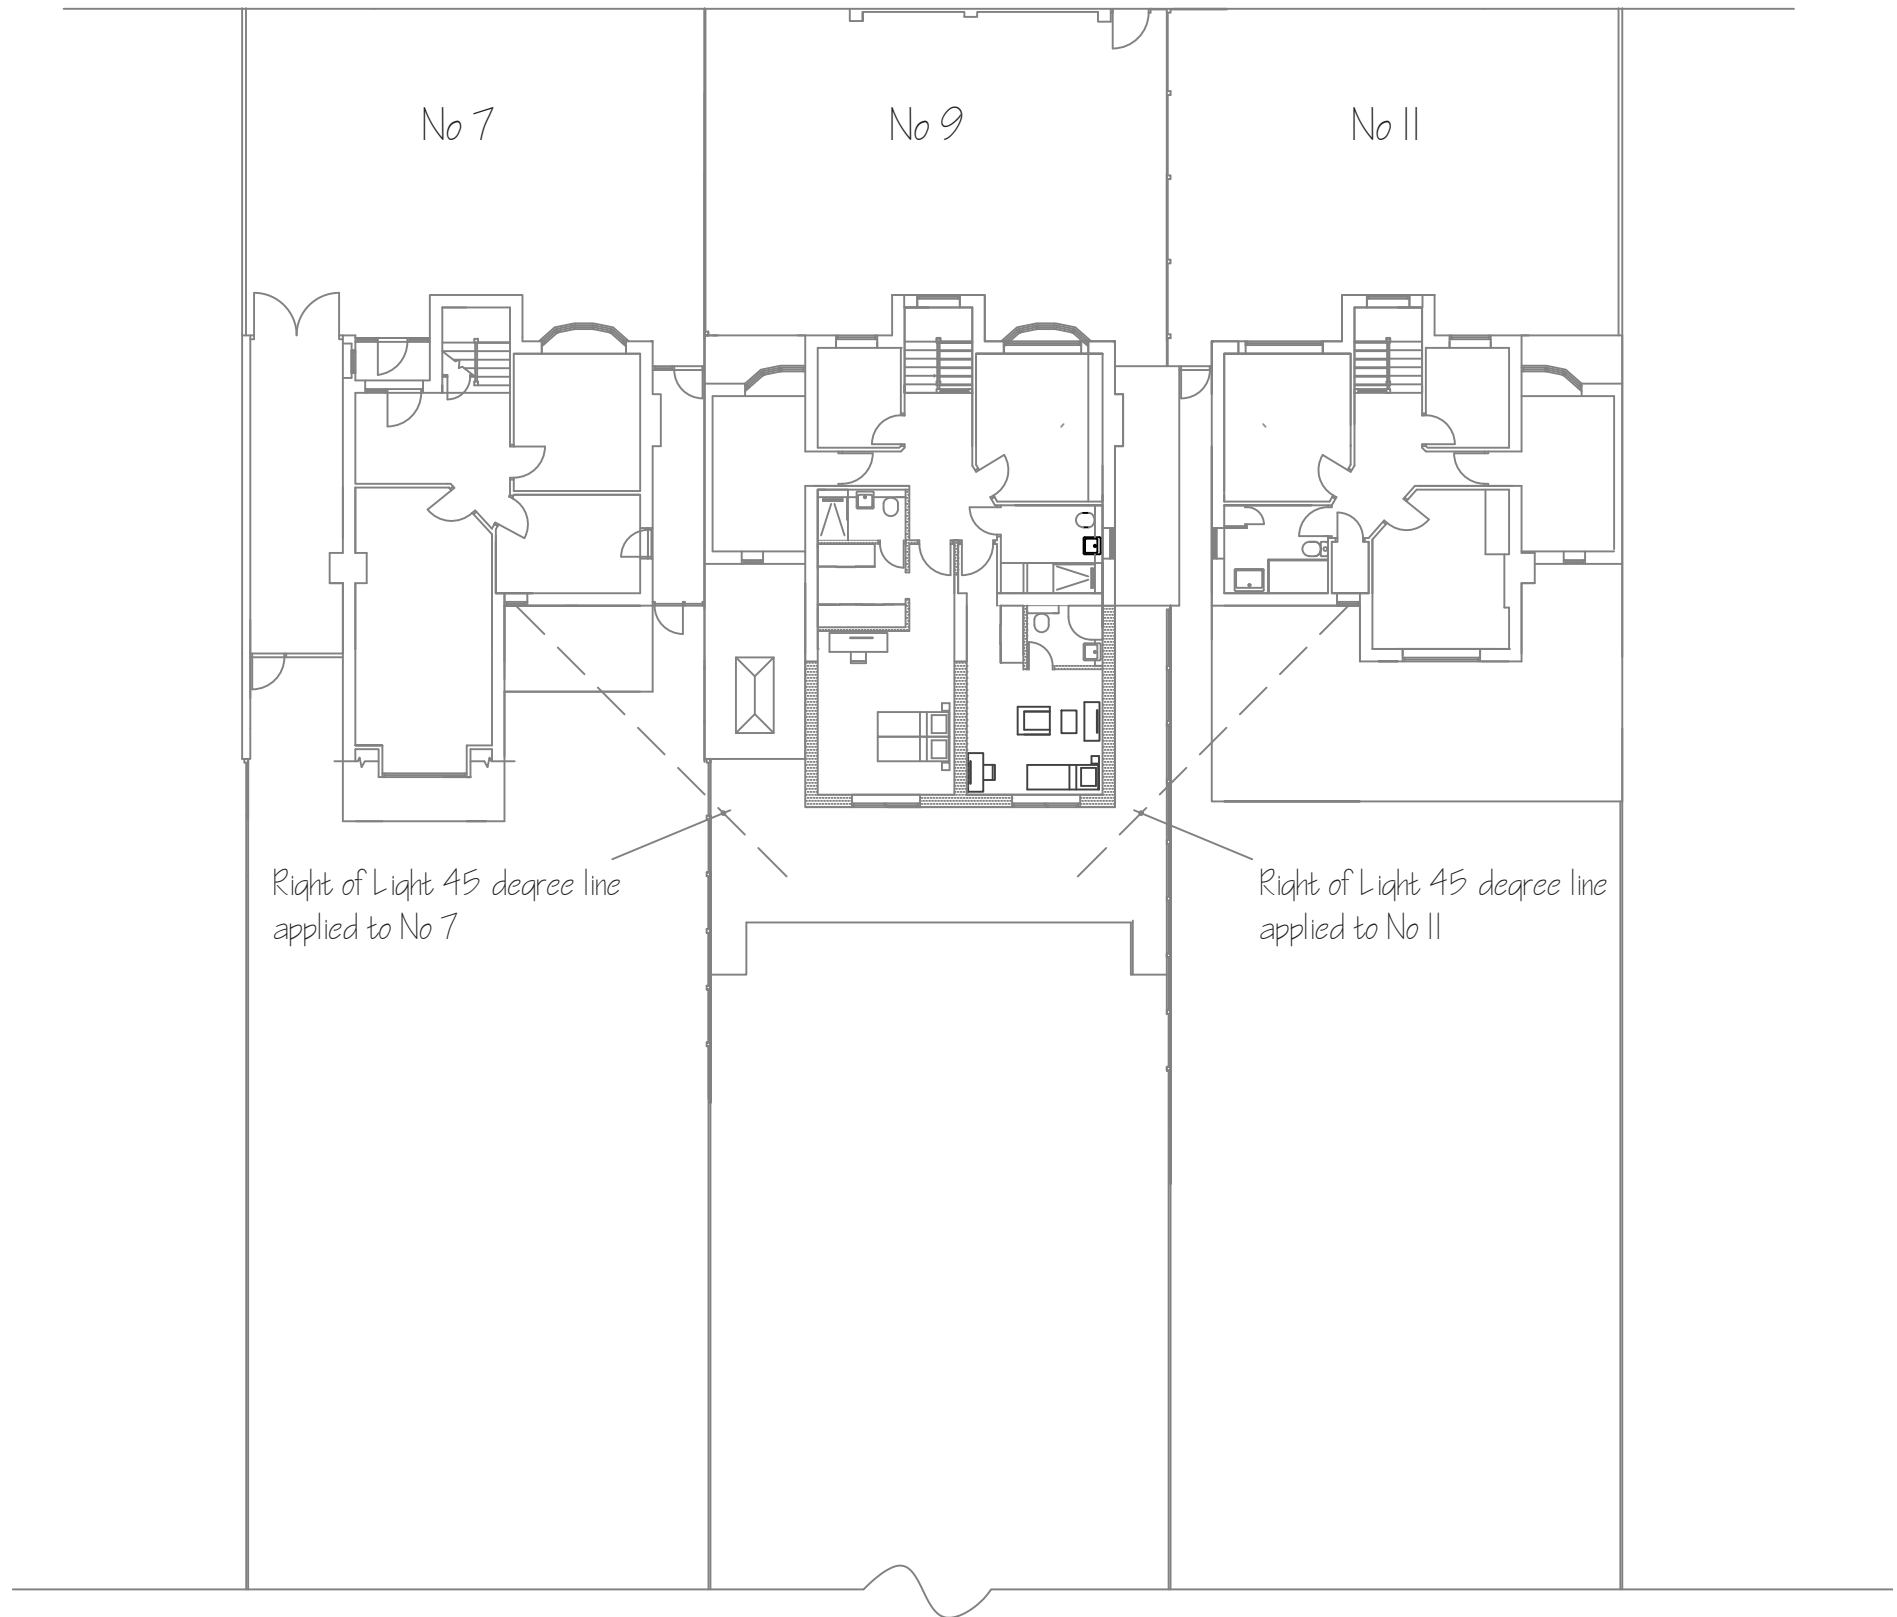 No 7
No 9
No 11
Right of Light 45 degree line
applied to No 7
Right of Light 45 degree line
applied to No 11